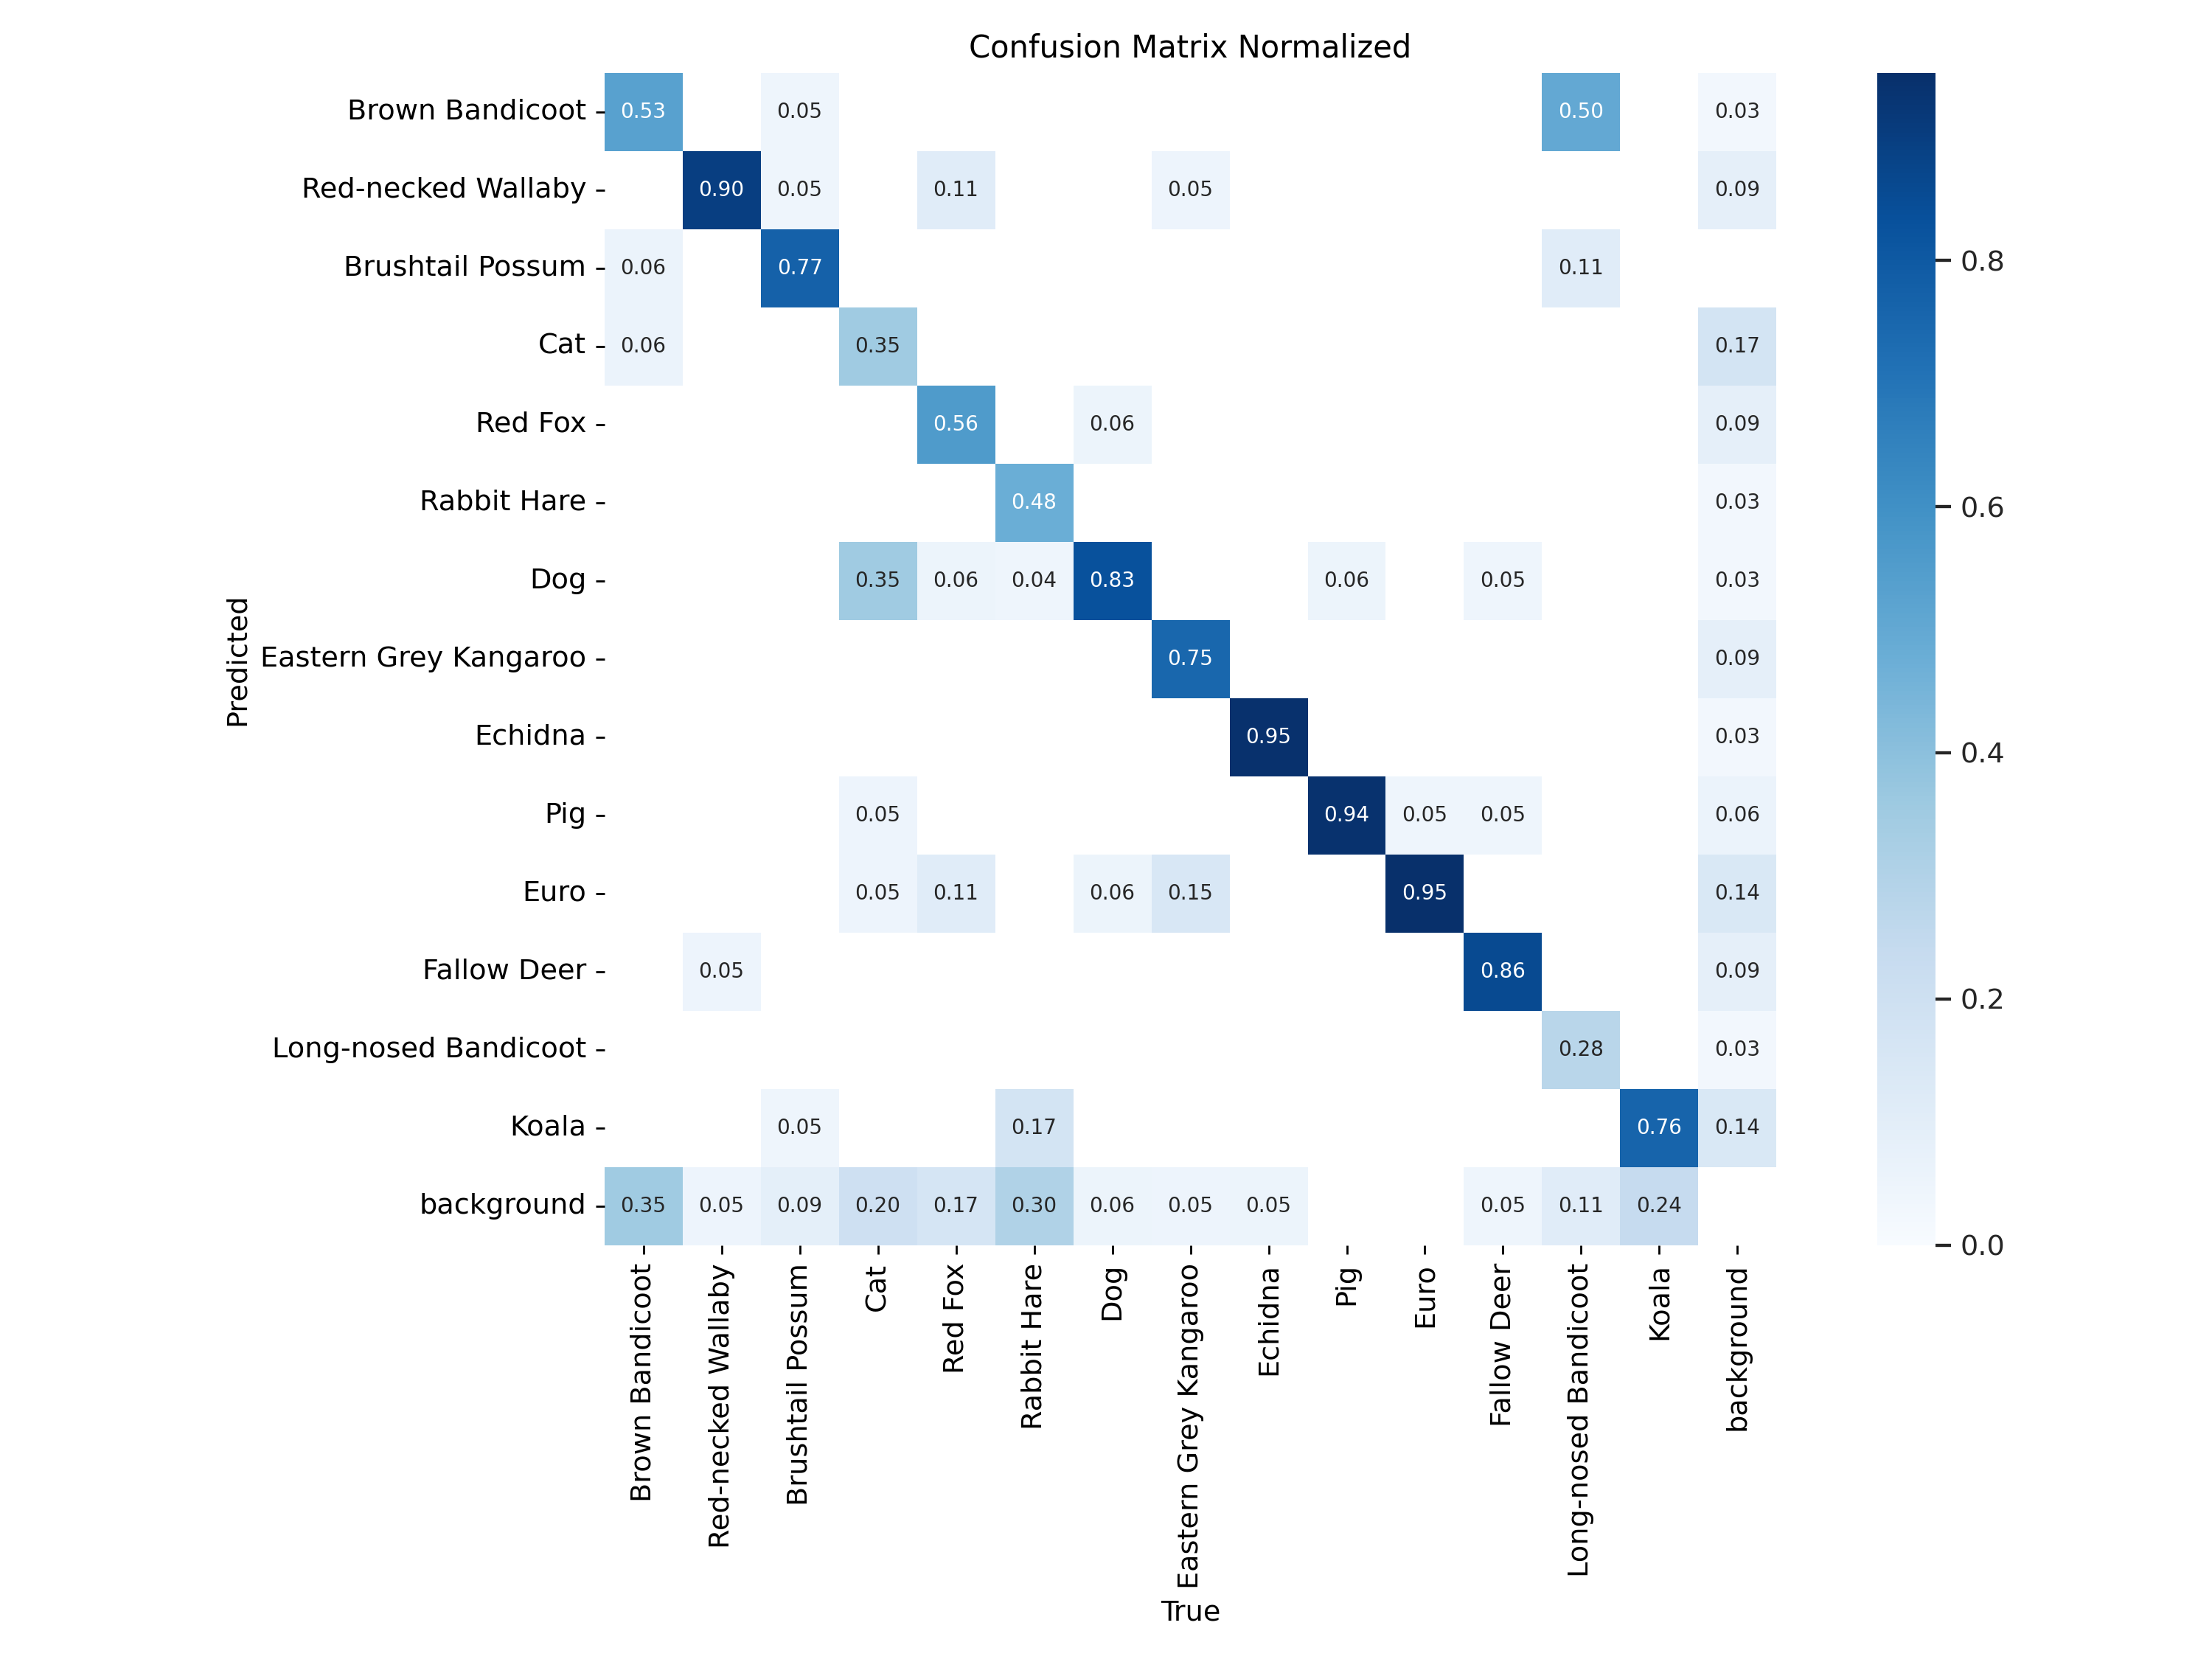 Confusion Matrix Normalized
Brown Bandicoot 0.53 0.05 0.50 0.03
Red-necked Wallaby 0.90 0.05 0.11 0.05 0.09
Brushtail Possum 0.06 0.77 0.11
Cat 0.06 0.35 0.17
Red Fox 0.56 0.06 0.09
Rabbit Hare 0.48 0.03
Dog 0.35 0.06 0.04 0.83 0.06 0.05 0.03
Eastern Grey Kangaroo 0.75 0.09
Echidna 0.95 0.03
Pig 0.05 0.94 0.05 0.05 0.06
Euro 0.05 0.11 0.06 0.15 0.95 0.14
Fallow Deer 0.05 0.86 0.09
Long-nosed Bandicoot 0.28 0.03
Koala 0.05 0.17 0.76 0.14
background 0.35 0.05 0.09 0.20 0.17 0.30 0.06 0.05 0.05 0.05 0.11 0.24
Predicted
Brown Bandicoot
Red-necked Wallaby
Brushtail Possum
Cat
Red Fox
Rabbit Hare
Dog
Eastern Grey Kangaroo
Echidna
Pig
Euro
Fallow Deer
Long-nosed Bandicoot
Koala
background
True
0.8
0.6
0.4
0.2
0.0